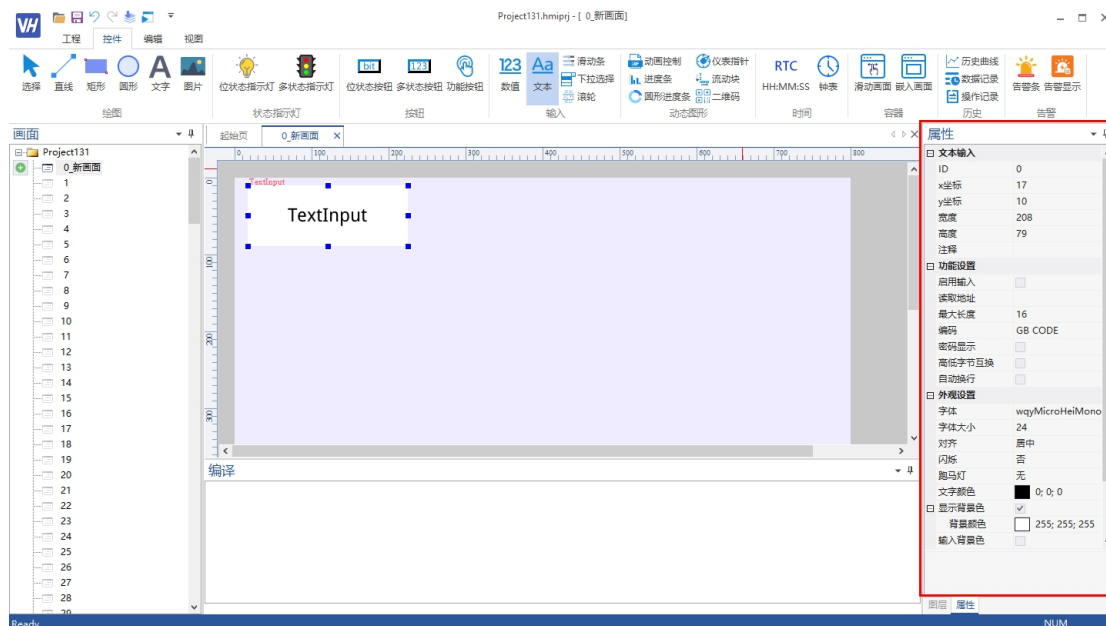 Project131.hmiprj - [ 0_新画面]
VH
工程 控件 编辑 视图
选择 直线 矩形 圆形 文字 图片
绘图
位状态指示灯 多状态指示灯
状态指示灯
bit 123
位状态按钮 多状态按钮 功能按钮
按钮
123 Aa
数值 文本
滑动条
下拉选择
滚轮
输入
动画控制 仪表指针
进度条 流动块
圆形进度条 二维码
动态图形
RTC
HH:MM:SS 钟表
时间
滑动画面 嵌入画面
容器
历史曲线
数据记录
操作记录
历史
告警条 告警显示
告警
画面
Project131
0_新画面
1
2
3
4
5
6
7
8
9
10
11
12
13
14
15
16
17
18
19
20
21
22
23
24
25
26
27
28
29
起始页 0_新画面
0 100 200 300 400 500 600 700 800
0
100
200
300
TextInput
TextInput
编译
属性
文本输入
ID 0
x坐标 17
y坐标 10
宽度 208
高度 79
注释
功能设置
启用输入
读取地址
最大长度 16
编码 GB CODE
密码显示
高低字节互换
自动换行
外观设置
字体 wqyMicroHeiMono
字体大小 24
对齐 居中
闪烁 否
跑马灯 无
文字颜色 0; 0; 0
显示背景色
背景颜色 255; 255; 255
输入背景色
图层 属性
Ready NUM